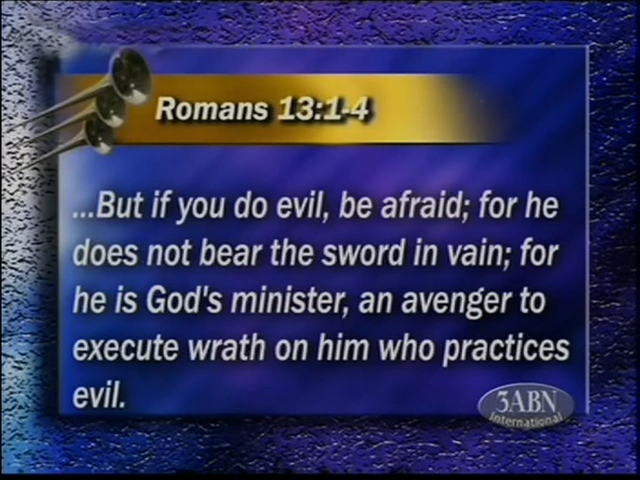 Romans 13:1-4
...But if you do evil, be afraid; for he
does not bear the sword in vain; for
he is God's minister, an avenger to
execute wrath on him who practices
evil.
3ABN
international